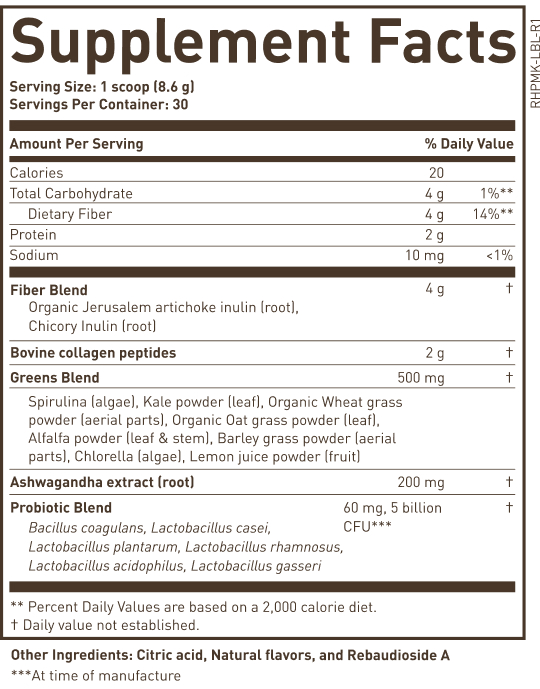 Supplement Facts
Serving Size: 1 scoop (8.6 g)
Servings Per Container: 30
Amount Per Serving % Daily Value
Calories 20
Total Carbohydrate 4 g 1%**
Dietary Fiber 4 g 14%**
Protein 2 g
Sodium 10 mg <1%
Fiber Blend 4 g †
Organic Jerusalem artichoke inulin (root),
Chicory Inulin (root)
Bovine collagen peptides 2 g †
Greens Blend 500 mg †
Spirulina (algae), Kale powder (leaf), Organic Wheat grass
powder (aerial parts), Organic Oat grass powder (leaf),
Alfalfa powder (leaf & stem), Barley grass powder (aerial
parts), Chlorella (algae), Lemon juice powder (fruit)
Ashwagandha extract (root) 200 mg †
Probiotic Blend 60 mg, 5 billion †
Bacillus coagulans, Lactobacillus casei, CFU***
Lactobacillus plantarum, Lactobacillus rhamnosus,
Lactobacillus acidophilus, Lactobacillus gasseri
** Percent Daily Values are based on a 2,000 calorie diet.
† Daily value not established.
Other Ingredients: Citric acid, Natural flavors, and Rebaudioside A
***At time of manufacture
RHPMK-LBL-R1